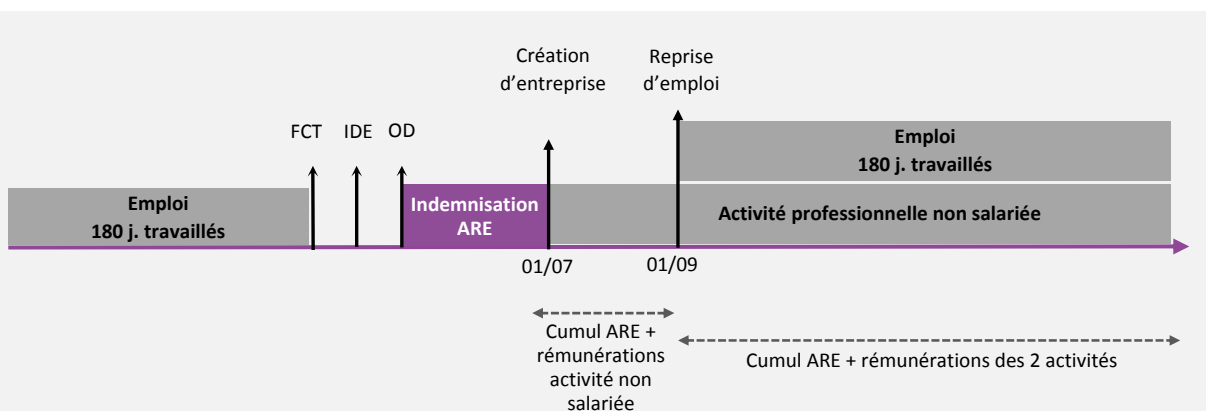 Création
d’entreprise
Reprise
d’emploi
FCT IDE OD
Emploi
180 j. travaillés
Emploi
180 j. travaillés
Indemnisation
ARE
Activité professionnelle non salariée
01/07
01/09
Cumul ARE +
rémunérations
activité non
salariée
Cumul ARE + rémunérations des 2 activités